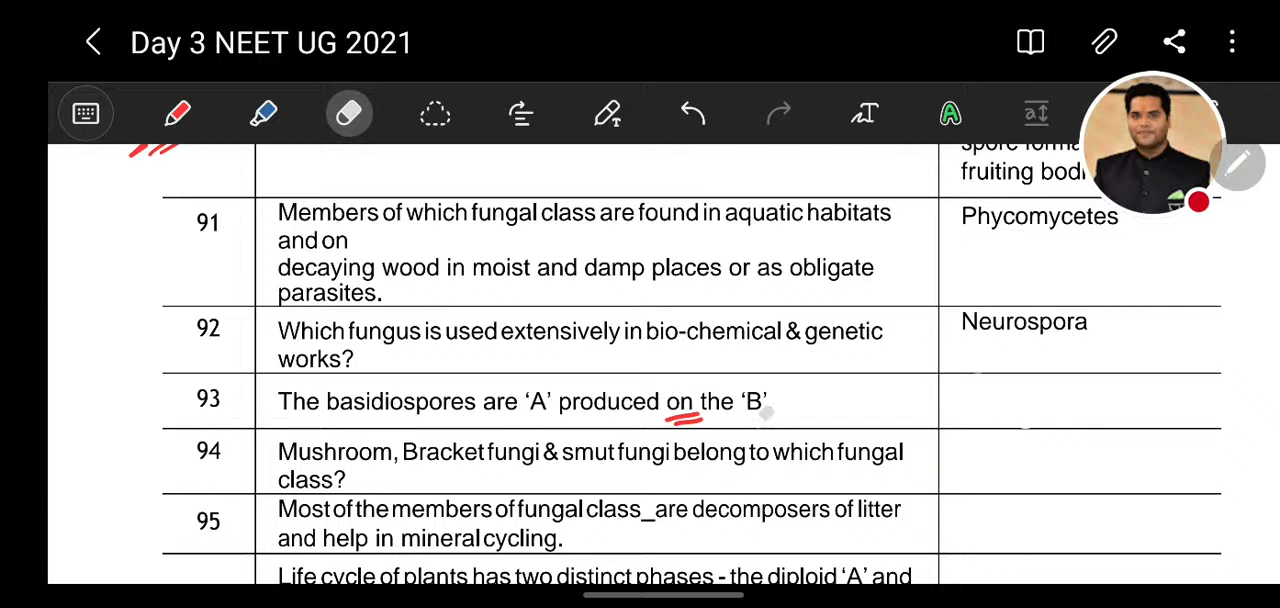 Day 3 NEET UG 2021
fruiting bodi
91
Members of which fungal class are found in aquatic habitats
and on
decaying wood in moist and damp places or as obligate
parasites.
Phycomycetes
92
Which fungus is used extensively in bio-chemical & genetic
works?
Neurospora
93
The basidiospores are ‘A’ produced on the ‘B’
94
Mushroom, Bracket fungi & smut fungi belong to which fungal
class?
95
Most of the members of fungal class_are decomposers of litter
and help in mineral cycling.
Life cycle of plants has two distinct phases - the diploid ‘A’ and